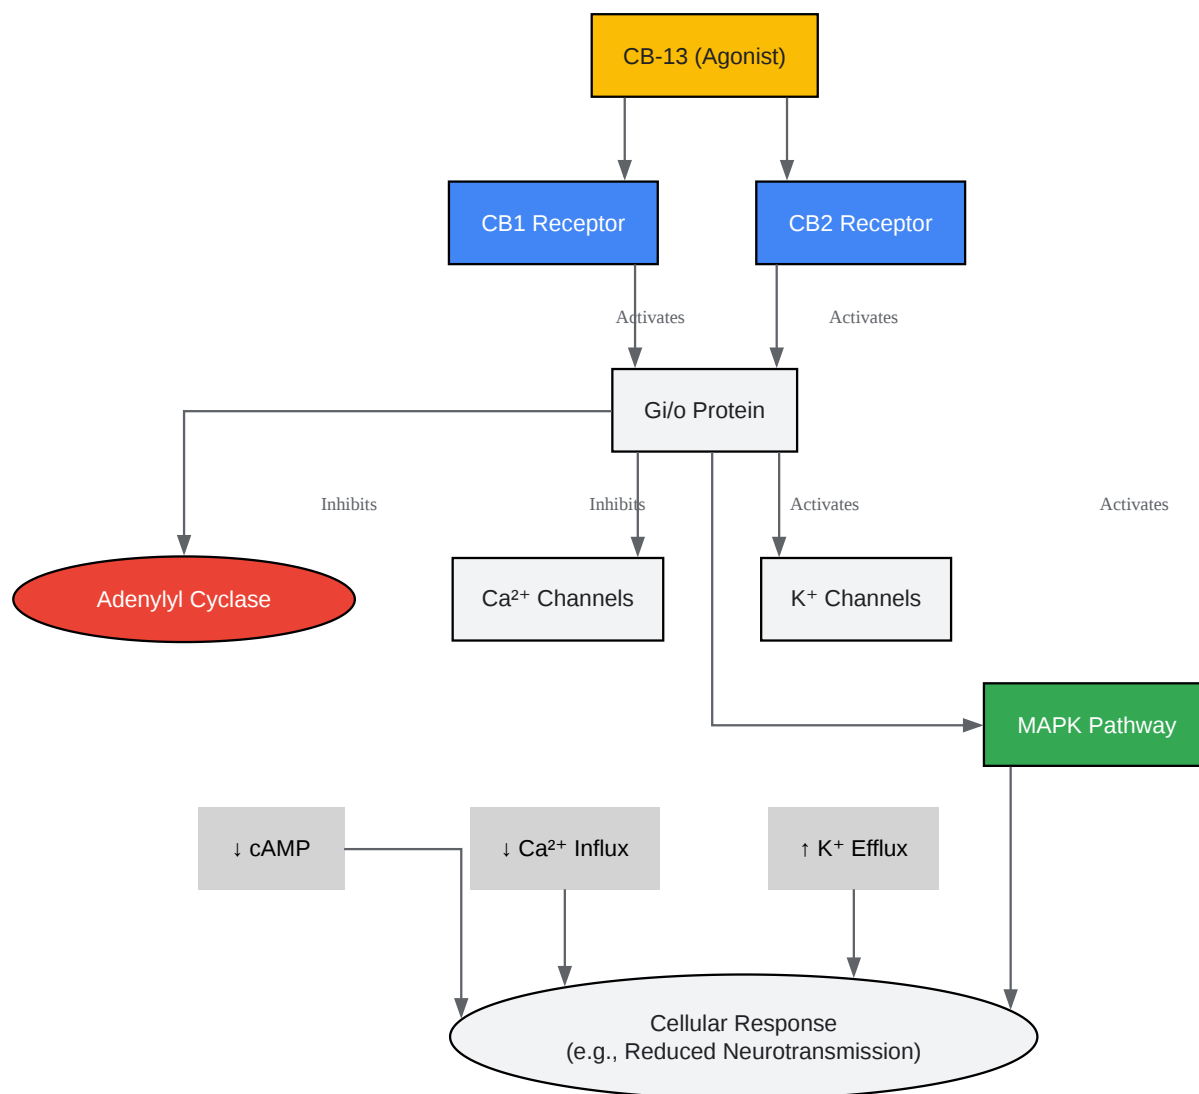 CB-13 (Agonist)
CB1 Receptor
CB2 Receptor
Activates
Activates
Gi/o Protein
Inhibits
Inhibits
Activates
Activates
Adenylyl Cyclase
Ca²⁺ Channels
K⁺ Channels
MAPK Pathway
↓ cAMP
↓ Ca²⁺ Influx
↑ K⁺ Efflux
Cellular Response
(e.g., Reduced Neurotransmission)